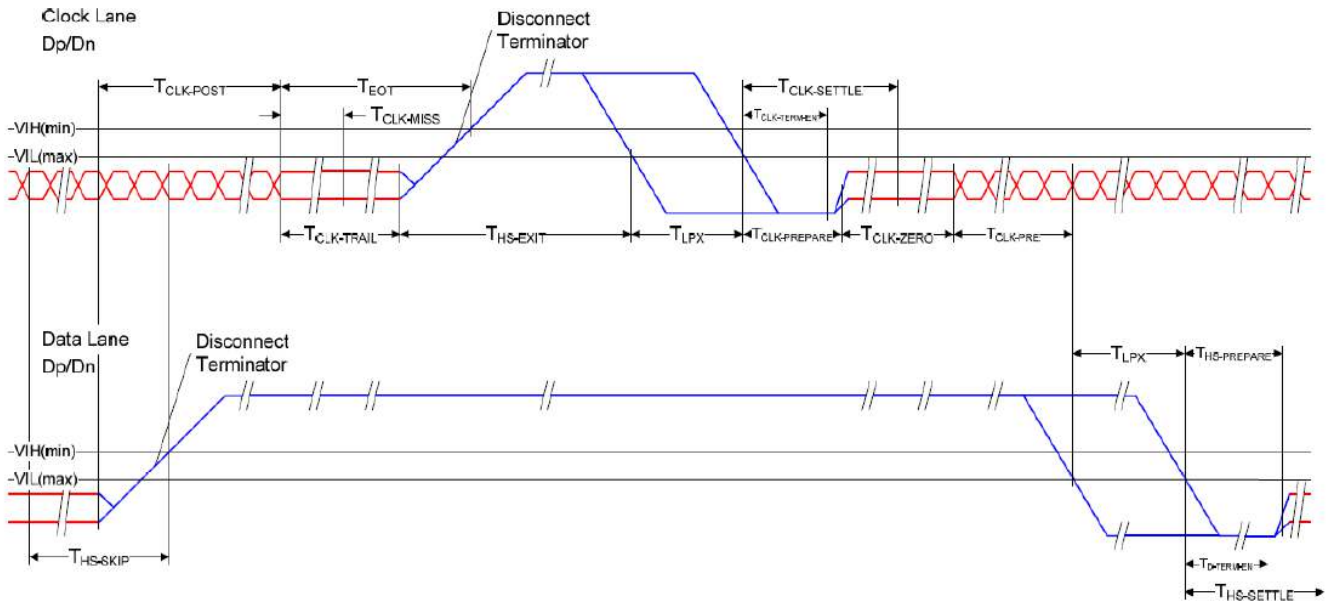 Clock Lane
Dp/Dn
Disconnect
Terminator
TCLK-POST
TEOT
TCLK-MISS
TCLK-SETTLE
TCLK-TERM-EN
VIH(min)
VIL(max)
TCLK-TRAIL
THS-EXIT
TLPX
TCLK-PREPARE
TCLK-ZERO
TCLK-PRE
Data Lane
Dp/Dn
Disconnect
Terminator
TLPX
THS-PREPARE
VIH(min)
VIL(max)
THS-SKIP
TD-TERM-EN
THS-SETTLE